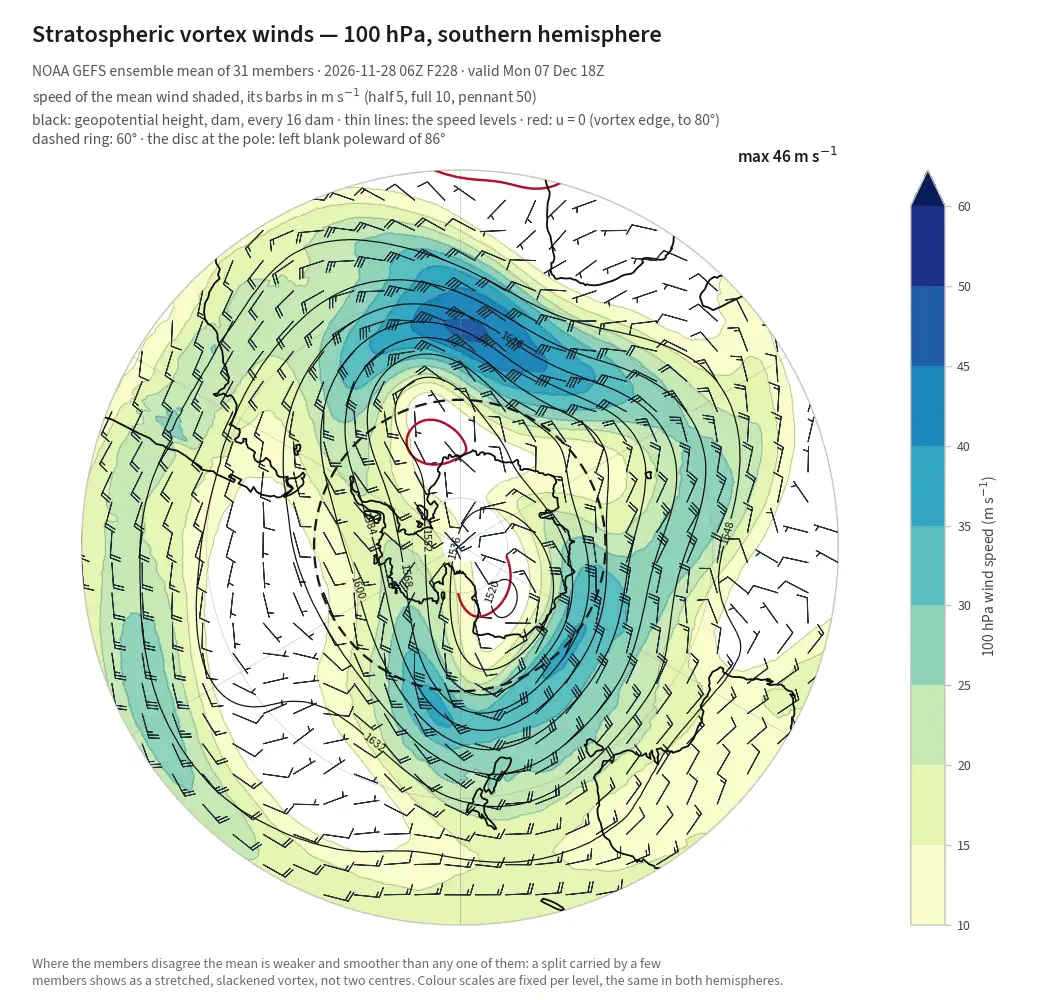 Stratospheric vortex winds — 100 hPa, southern hemisphere
NOAA GEFS ensemble mean of 31 members · 2026-11-28 06Z F228 · valid Mon 07 Dec 18Z
speed of the mean wind shaded, its barbs in m s⁻¹ (half 5, full 10, pennant 50)
black: geopotential height, dam, every 16 dam · thin lines: the speed levels · red: u = 0 (vortex edge, to 80°)
dashed ring: 60° · the disc at the pole: left blank poleward of 86°
max 46 m s⁻¹
60
50
45
40
35
30
25
20
15
10
100 hPa wind speed (m s⁻¹)
1648
1552
1536
1568
1600
1520
1632
Where the members disagree the mean is weaker and smoother than any one of them: a split carried by a few
members shows as a stretched, slackened vortex, not two centres. Colour scales are fixed per level, the same in both hemispheres.